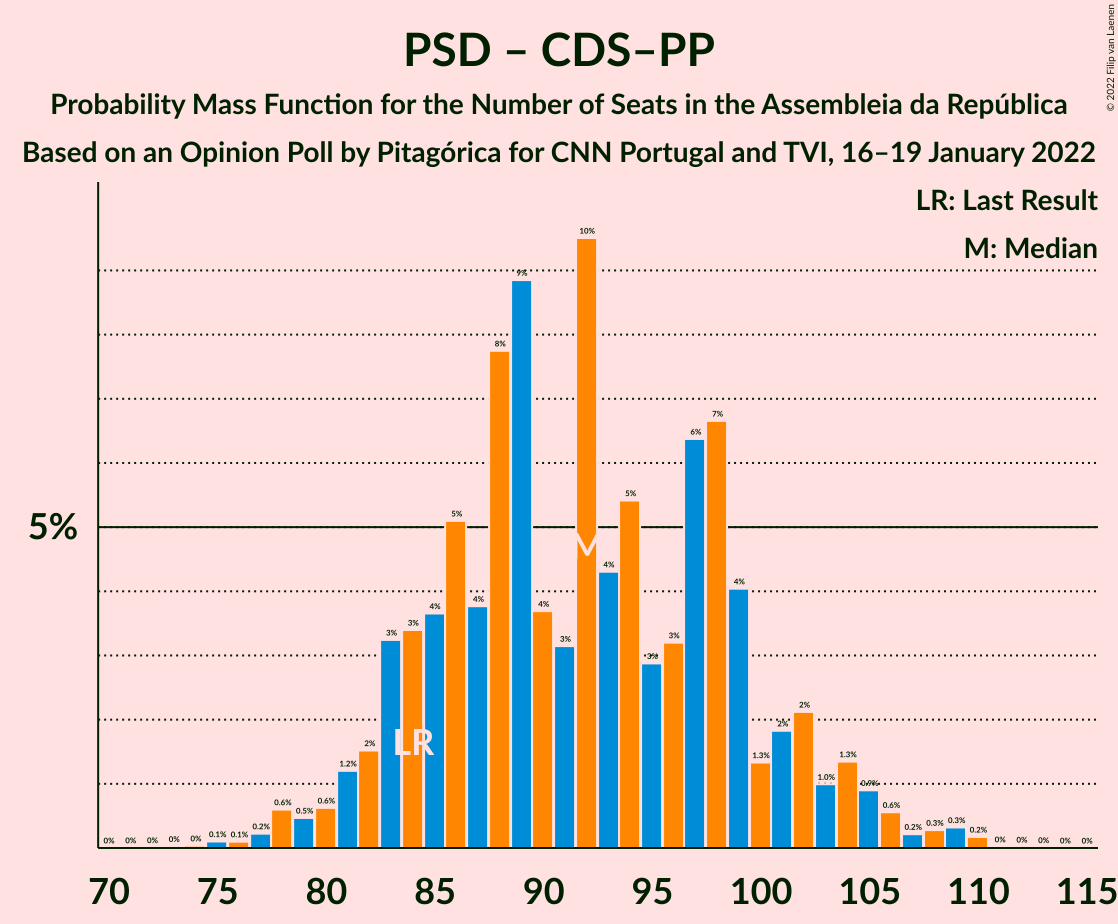 PSD – CDS–PP
Probability Mass Function for the Number of Seats in the Assembleia da República
Based on an Opinion Poll by Pitagórica for CNN Portugal and TVI, 16–19 January 2022
© 2022 Filip van Laenen
LR: Last Result
M: Median
5%
0% 0% 0% 0% 0% 0.1% 0.1% 0.2% 0.6% 0.5% 0.6% 1.2% 2% 3% 3% 4% 5% 4% 8% 9% 4% 3% 10% 4% 5% 3% 3% 6% 7% 4% 1.3% 2% 2% 1.0% 1.3% 0.9% 0.6% 0.2% 0.3% 0.3% 0.2% 0% 0% 0% 0% 0%
LR
M
70 75 80 85 90 95 100 105 110 115